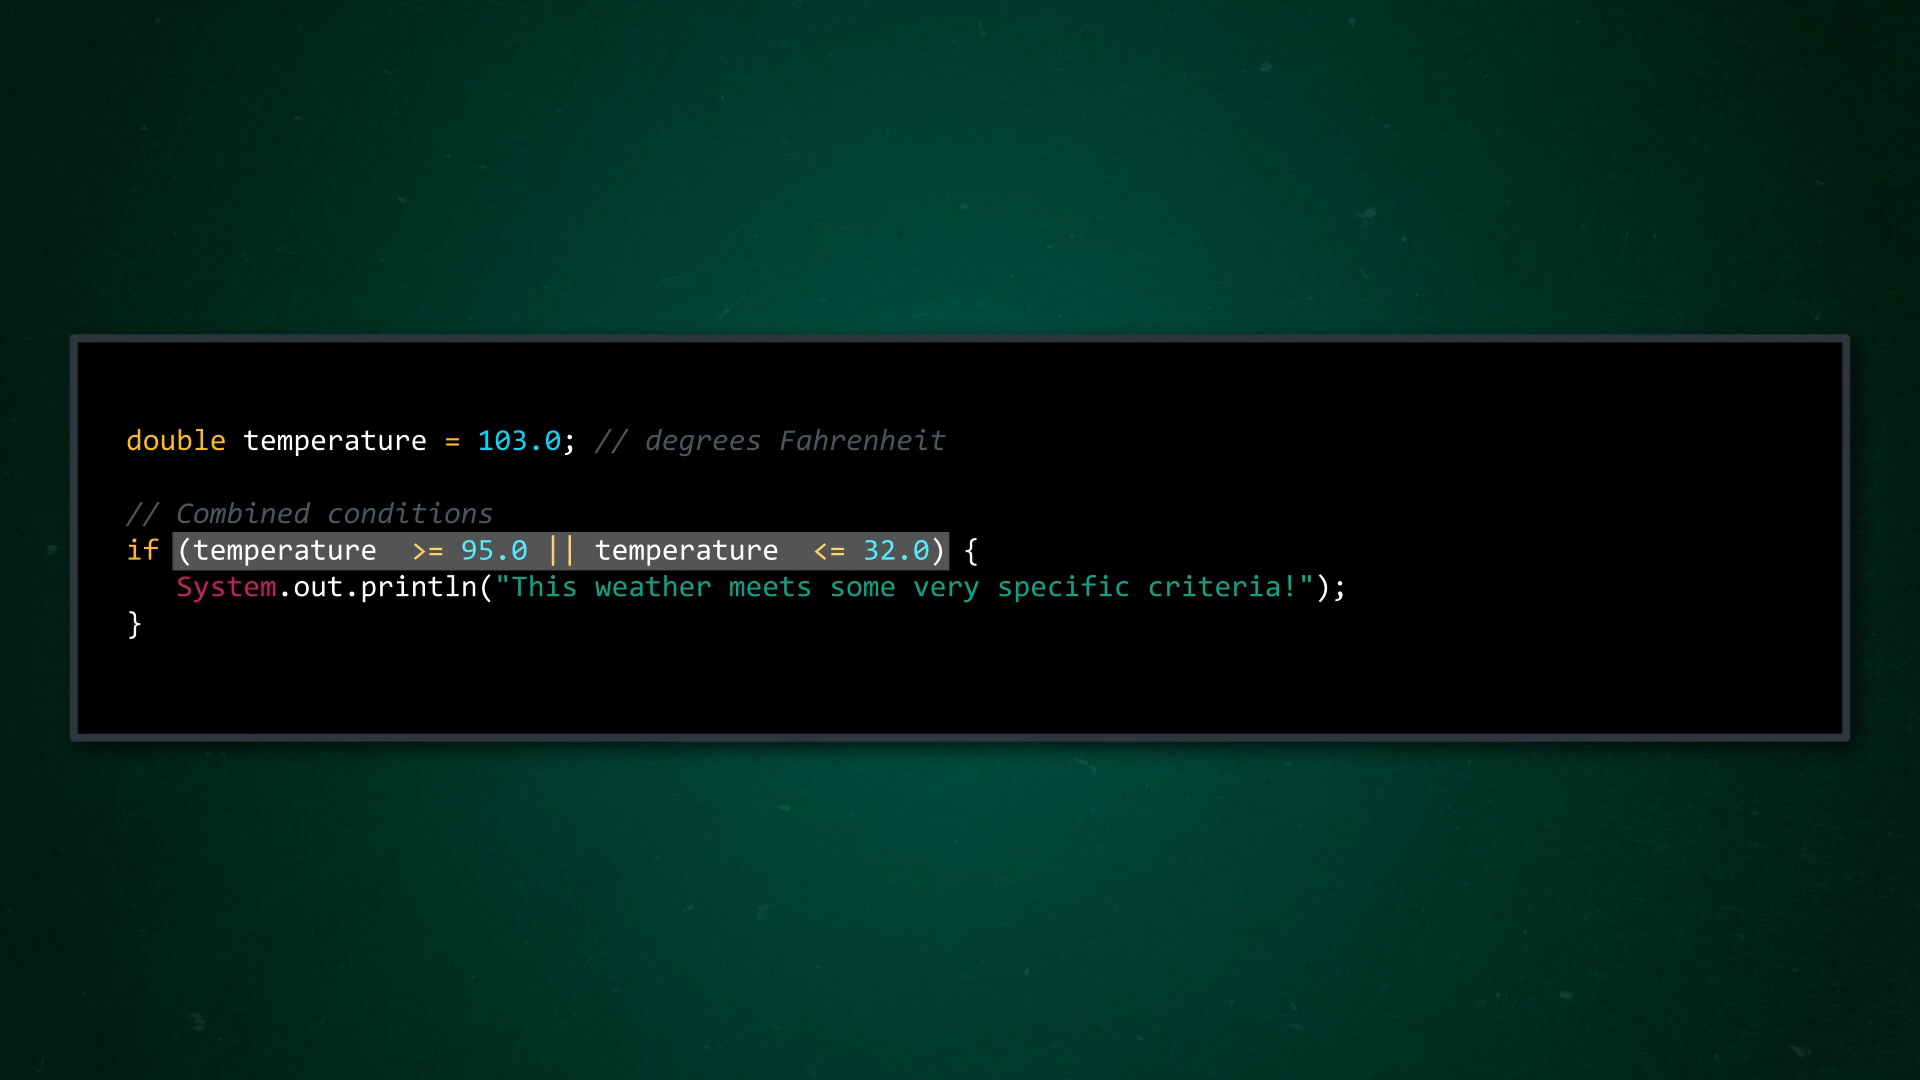 double temperature = 103.0; // degrees Fahrenheit
// Combined conditions
if (temperature  >= 95.0 || temperature  <= 32.0) {
   System.out.println("This weather meets some very specific criteria!");
}